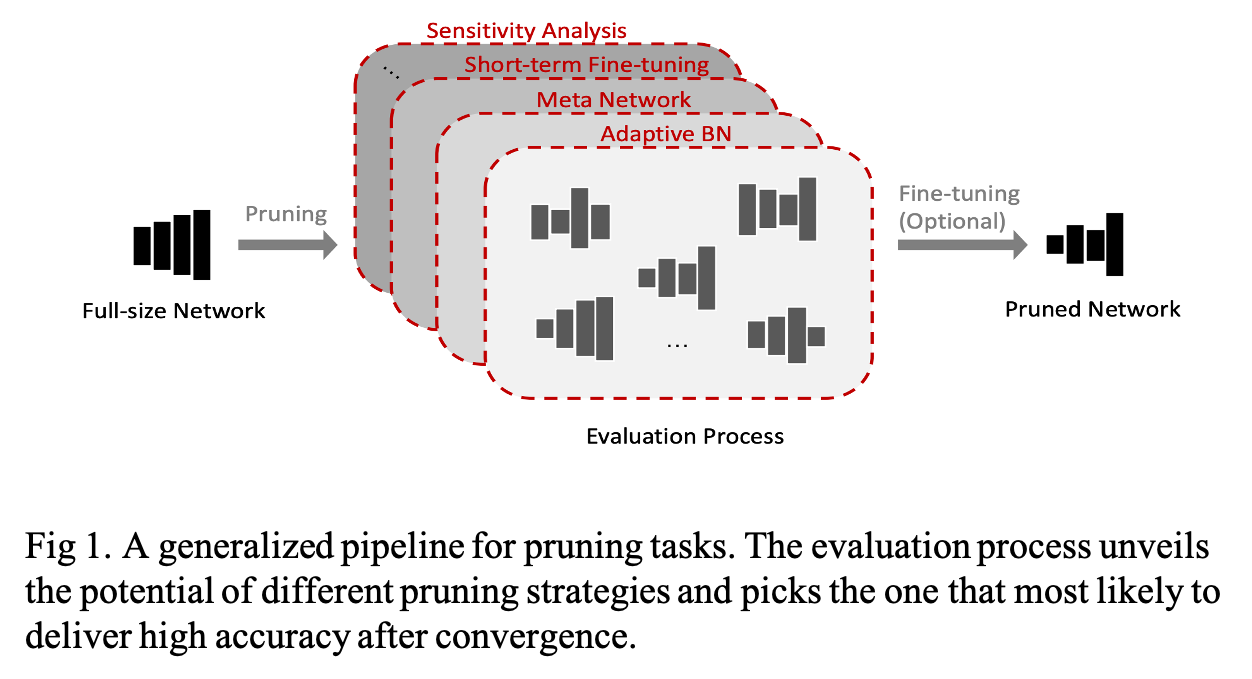 Sensitivity Analysis
Short-term Fine-tuning
Meta Network
Adaptive BN
Pruning
Fine-tuning
(Optional)
Full-size Network
...
Pruned Network
Evaluation Process
Fig 1. A generalized pipeline for pruning tasks. The evaluation process unveils
the potential of different pruning strategies and picks the one that most likely to
deliver high accuracy after convergence.